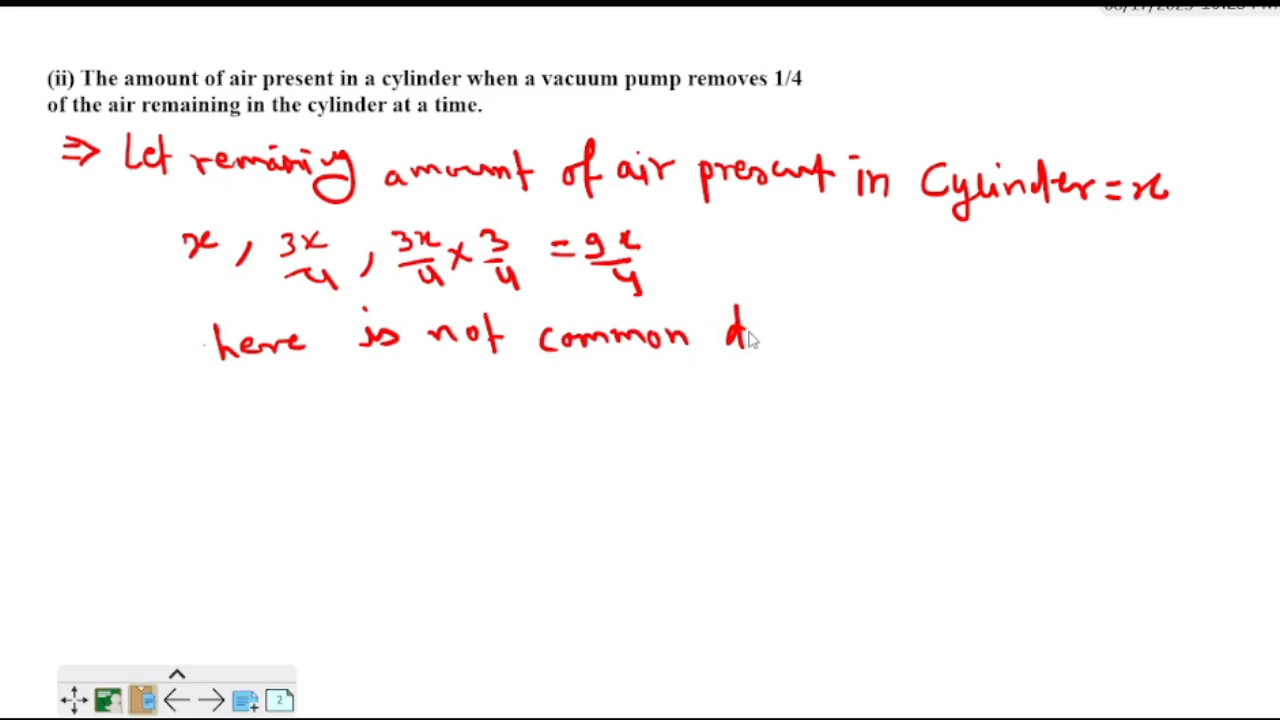 (ii) The amount of air present in a cylinder when a vacuum pump removes 1/4
of the air remaining in the cylinder at a time.
⇒ Let remaining amount of air present in Cylinder = x
x , 3x/4 , 3x/4 × 3/4 = 9x/4
here is not common d
2